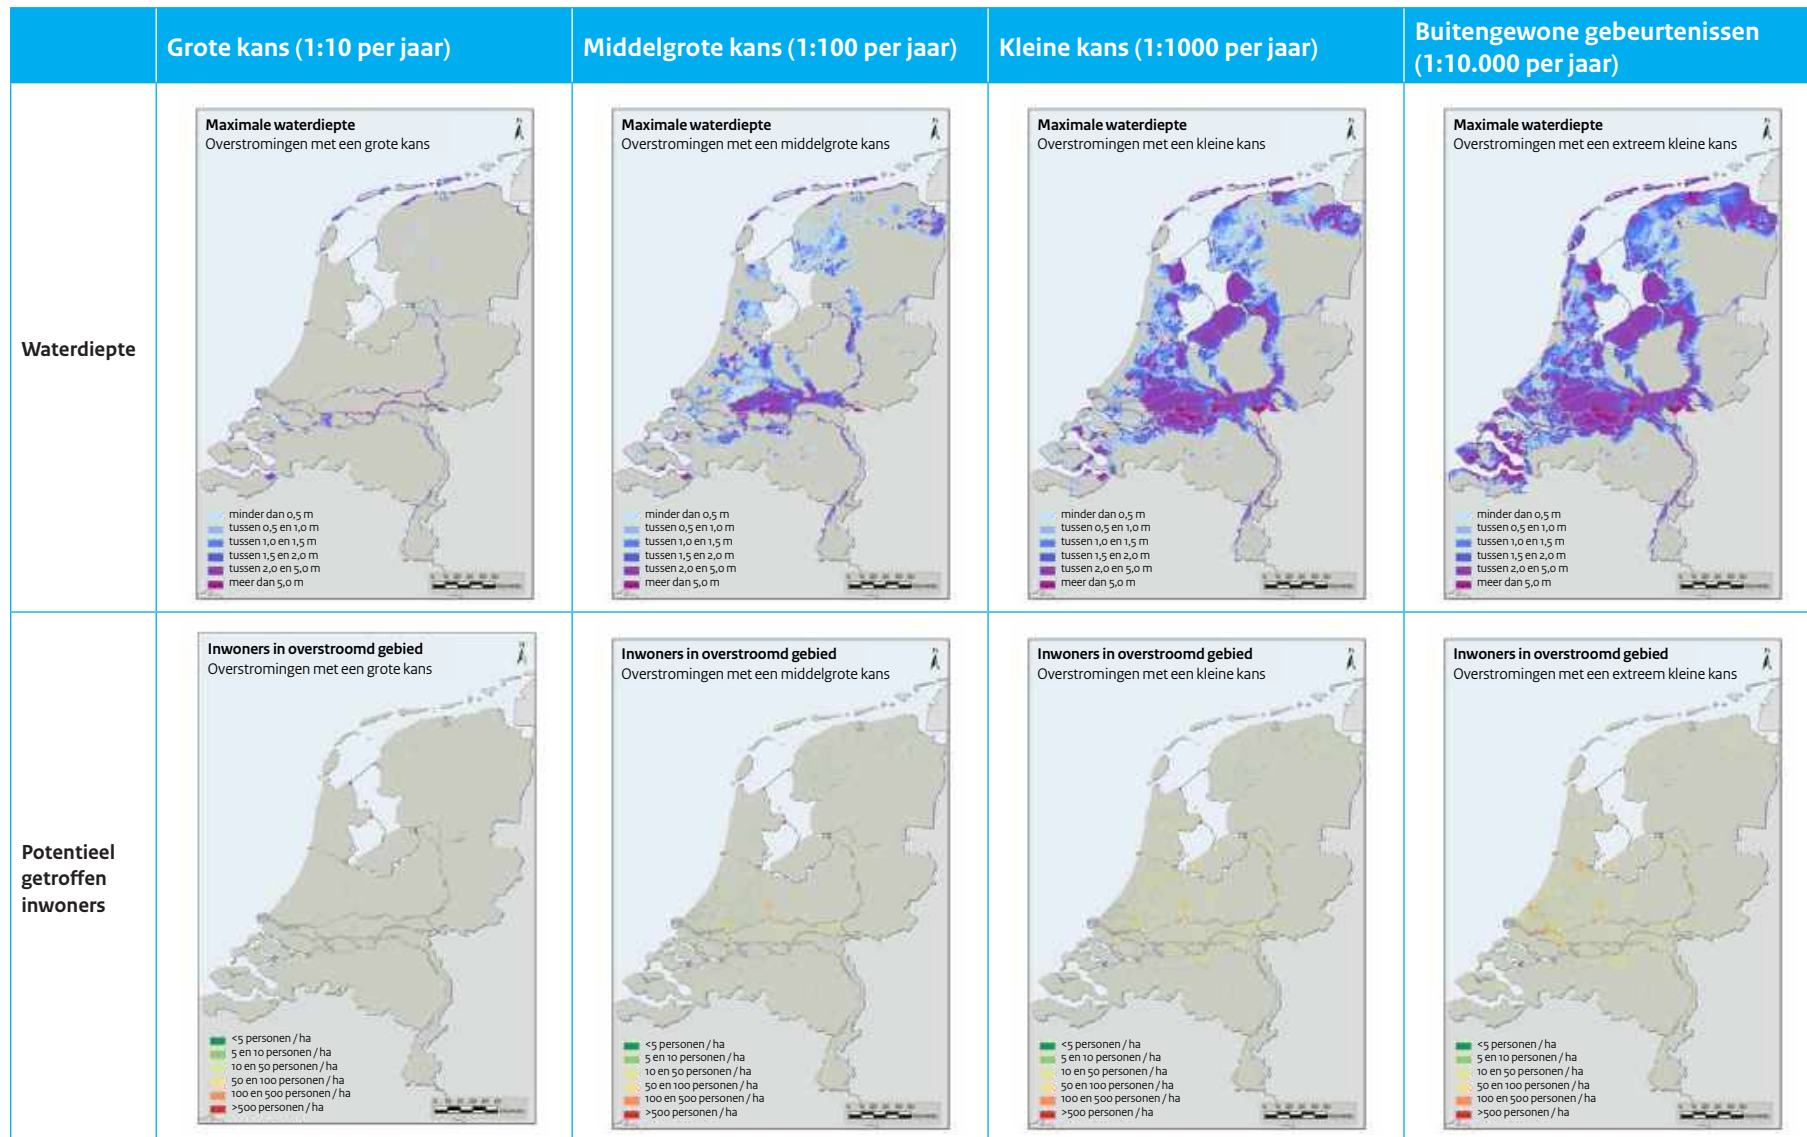 Grote kans (1:10 per jaar)
Middelgrote kans (1:100 per jaar)
Kleine kans (1:1000 per jaar)
Buitengewone gebeurtenissen
(1:10.000 per jaar)
Waterdiepte
Maximale waterdiepte
Overstromingen met een grote kans
minder dan 0,5 m
tussen 0,5 en 1,0 m
tussen 1,0 en 1,5 m
tussen 1,5 en 2,0 m
tussen 2,0 en 5,0 m
meer dan 5,0 m
Maximale waterdiepte
Overstromingen met een middelgrote kans
minder dan 0,5 m
tussen 0,5 en 1,0 m
tussen 1,0 en 1,5 m
tussen 1,5 en 2,0 m
tussen 2,0 en 5,0 m
meer dan 5,0 m
Maximale waterdiepte
Overstromingen met een kleine kans
minder dan 0,5 m
tussen 0,5 en 1,0 m
tussen 1,0 en 1,5 m
tussen 1,5 en 2,0 m
tussen 2,0 en 5,0 m
meer dan 5,0 m
Maximale waterdiepte
Overstromingen met een extreem kleine kans
minder dan 0,5 m
tussen 0,5 en 1,0 m
tussen 1,0 en 1,5 m
tussen 1,5 en 2,0 m
tussen 2,0 en 5,0 m
meer dan 5,0 m
Potentieel
getroffen
inwoners
Inwoners in overstroomd gebied
Overstromingen met een grote kans
<5 personen / ha
5 en 10 personen / ha
10 en 50 personen / ha
50 en 100 personen / ha
100 en 500 personen / ha
>500 personen / ha
Inwoners in overstroomd gebied
Overstromingen met een middelgrote kans
<5 personen / ha
5 en 10 personen / ha
10 en 50 personen / ha
50 en 100 personen / ha
100 en 500 personen / ha
>500 personen / ha
Inwoners in overstroomd gebied
Overstromingen met een kleine kans
<5 personen / ha
5 en 10 personen / ha
10 en 50 personen / ha
50 en 100 personen / ha
100 en 500 personen / ha
>500 personen / ha
Inwoners in overstroomd gebied
Overstromingen met een extreem kleine kans
<5 personen / ha
5 en 10 personen / ha
10 en 50 personen / ha
50 en 100 personen / ha
100 en 500 personen / ha
>500 personen / ha